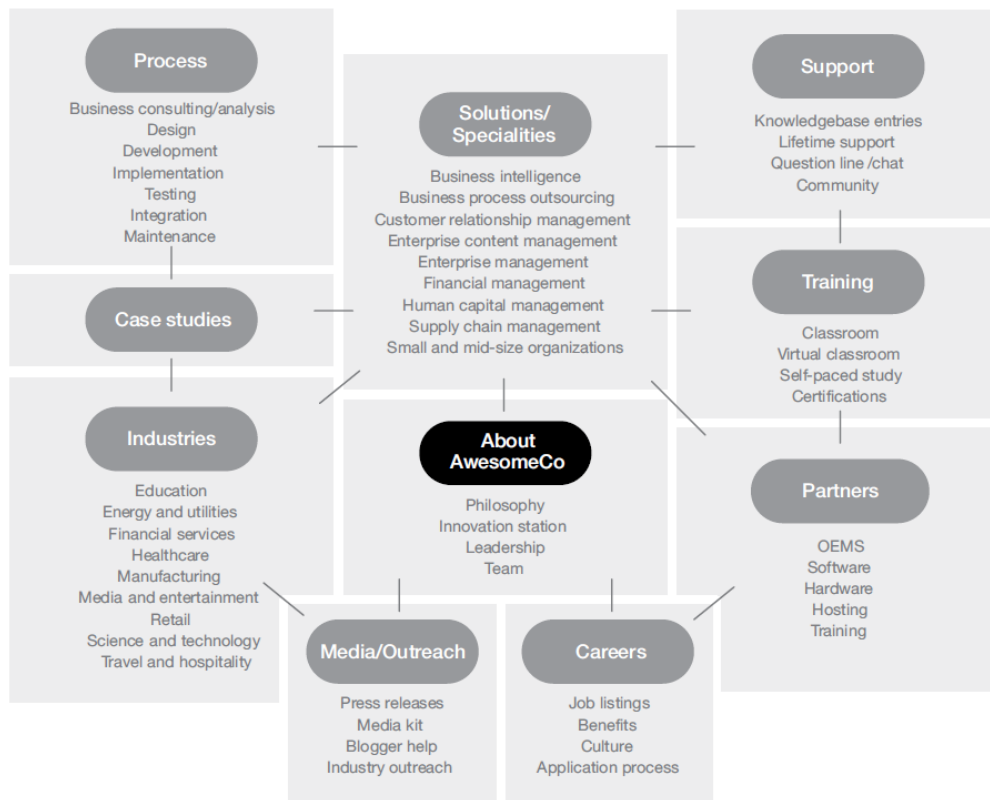 Process
Business consulting/analysis
Design
Development
Implementation
Testing
Integration
Maintenance
Solutions/
Specialities
Business intelligence
Business process outsourcing
Customer relationship management
Enterprise content management
Enterprise management
Financial management
Human capital management
Supply chain management
Small and mid-size organizations
Support
Knowledgebase entries
Lifetime support
Question line/chat
Community
Case studies
Training
Classroom
Virtual classroom
Self-paced study
Certifications
Industries
Education
Energy and utilities
Financial services
Healthcare
Manufacturing
Media and entertainment
Retail
Science and technology
Travel and hospitality
About
AwesomeCo
Philosophy
Innovation station
Leadership
Team
Partners
OEMS
Software
Hardware
Hosting
Training
Media/Outreach
Press releases
Media kit
Blogger help
Industry outreach
Careers
Job listings
Benefits
Culture
Application process